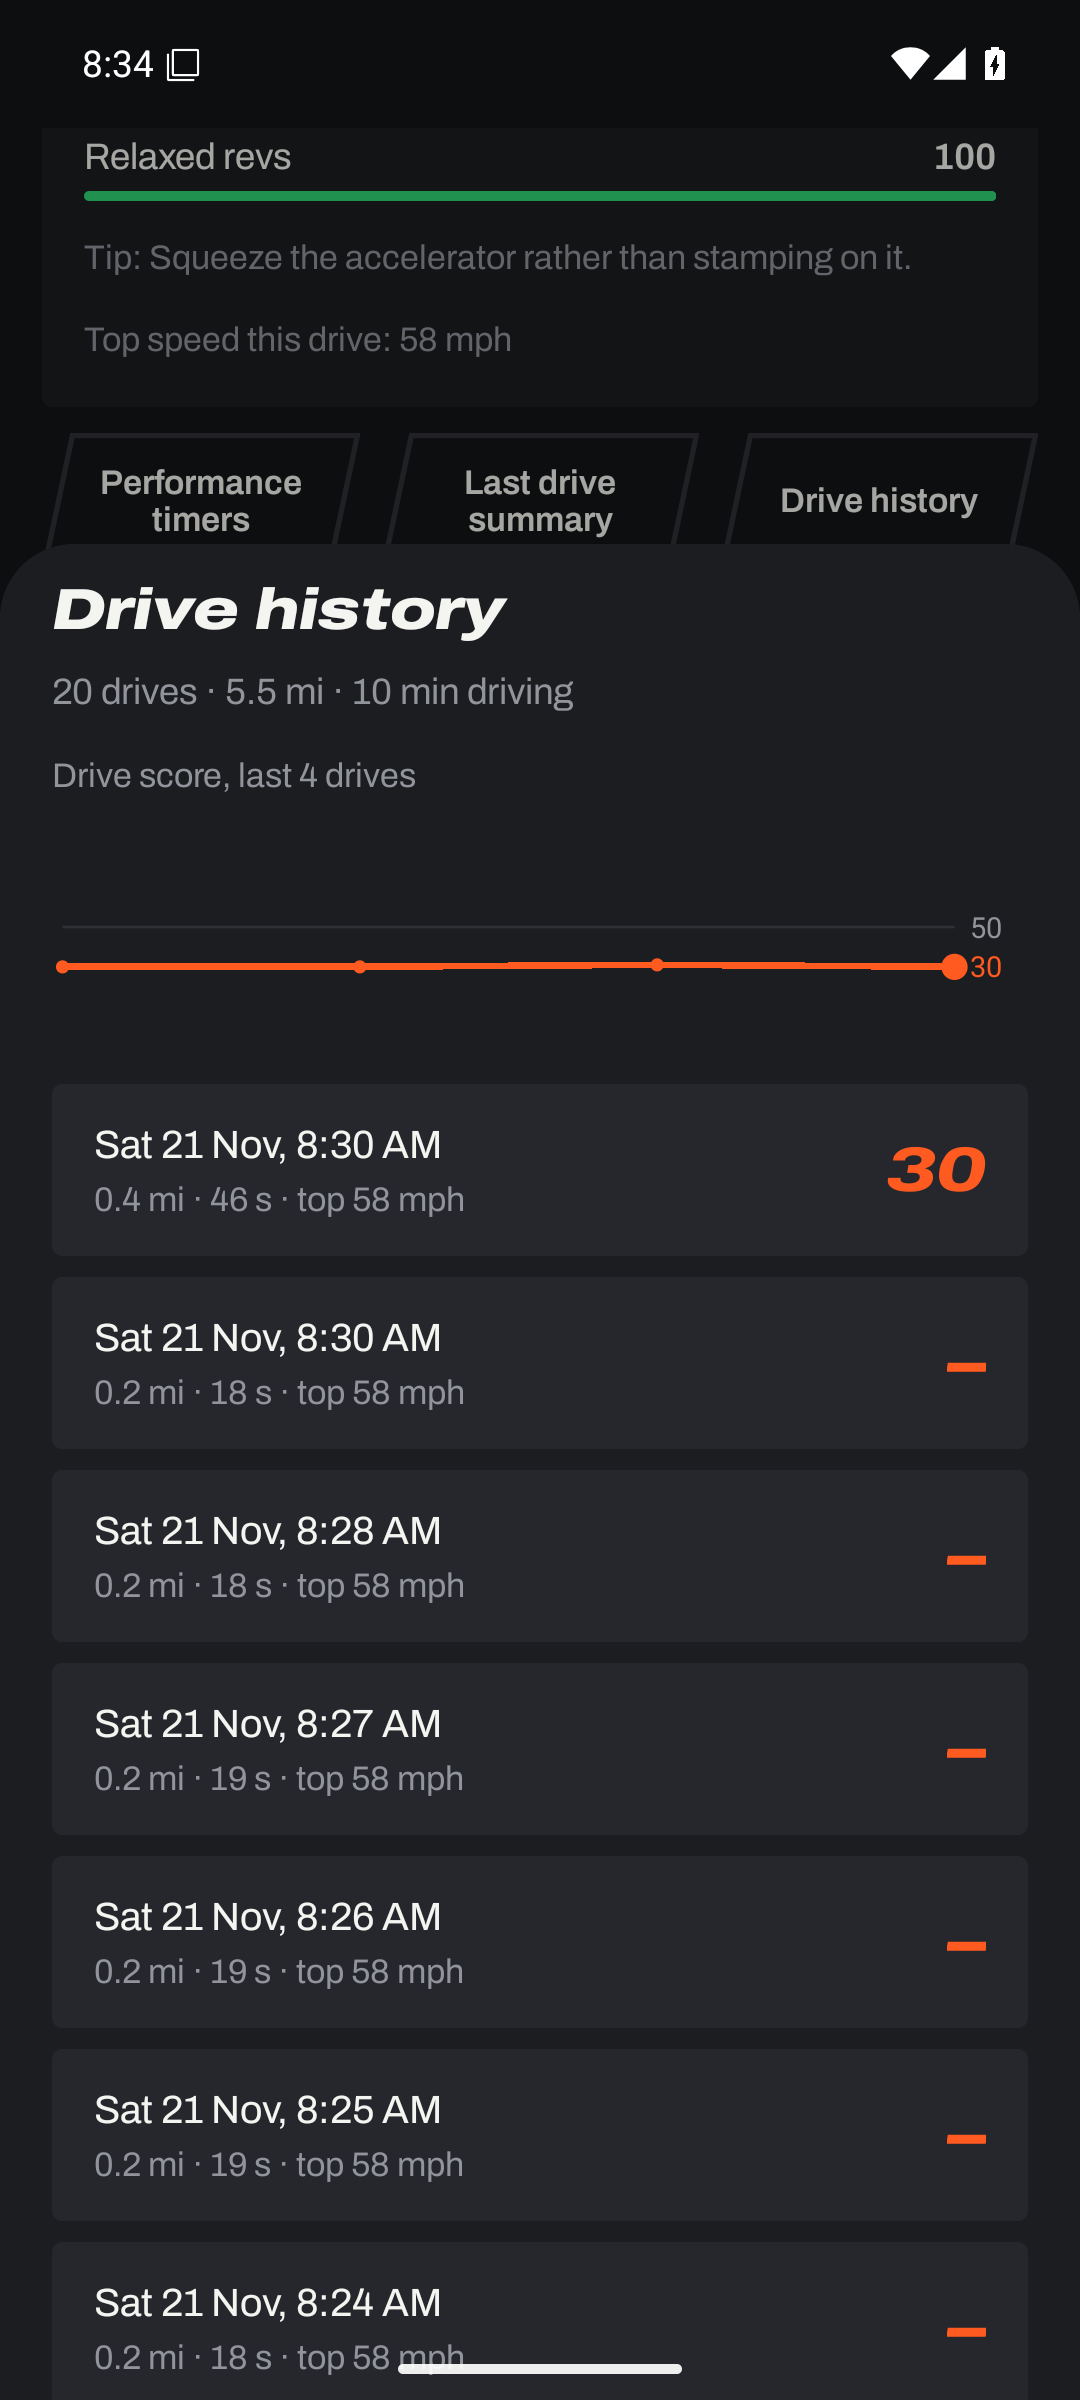 8:34
Relaxed revs 100
Tip: Squeeze the accelerator rather than stamping on it.
Top speed this drive: 58 mph
Performance timers
Last drive summary
Drive history
Drive history
20 drives · 5.5 mi · 10 min driving
Drive score, last 4 drives
50
30
Sat 21 Nov, 8:30 AM
0.4 mi · 46 s · top 58 mph
30
Sat 21 Nov, 8:30 AM
0.2 mi · 18 s · top 58 mph
–
Sat 21 Nov, 8:28 AM
0.2 mi · 18 s · top 58 mph
–
Sat 21 Nov, 8:27 AM
0.2 mi · 19 s · top 58 mph
–
Sat 21 Nov, 8:26 AM
0.2 mi · 19 s · top 58 mph
–
Sat 21 Nov, 8:25 AM
0.2 mi · 19 s · top 58 mph
–
Sat 21 Nov, 8:24 AM
0.2 mi · 18 s · top 58 mph
–